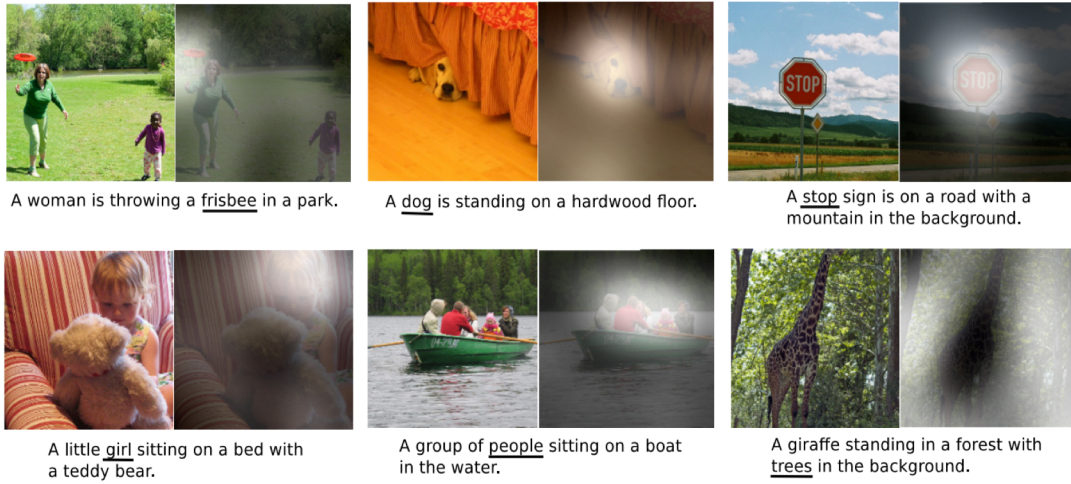 STOP
STOP
A woman is throwing a frisbee in a park.
A dog is standing on a hardwood floor.
A stop sign is on a road with a
mountain in the background.
A little girl sitting on a bed with
a teddy bear.
A group of people sitting on a boat
in the water.
A giraffe standing in a forest with
trees in the background.